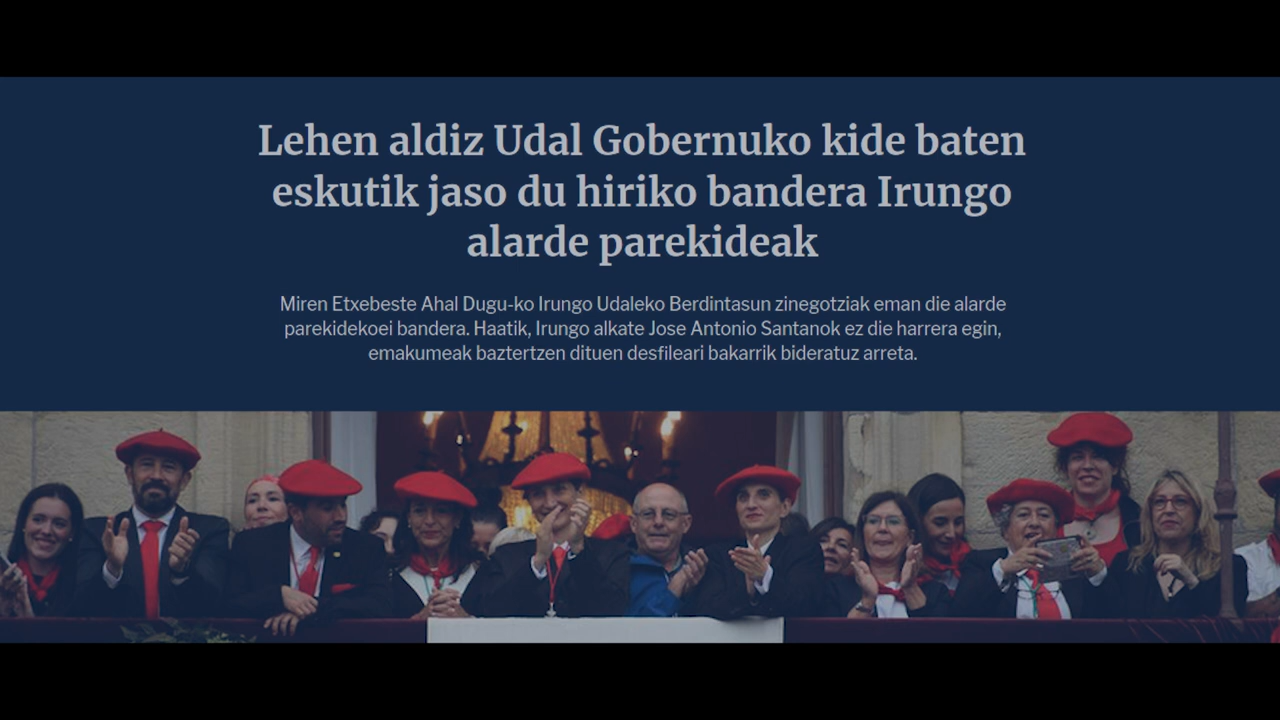 Lehen aldiz Udal Gobernuko kide baten
eskutik jaso du hiriko bandera Irungo
alarde parekideak
Miren Etxebeste Ahal Dugu-ko Irungo Udaleko Berdintasun zinegotziak eman die alarde
parekidekoei bandera. Haatik, Irungo alkate Jose Antonio Santanok ez die harrera egin,
emakumeak baztertzen dituen desfileari bakarrik bideratuz arreta.